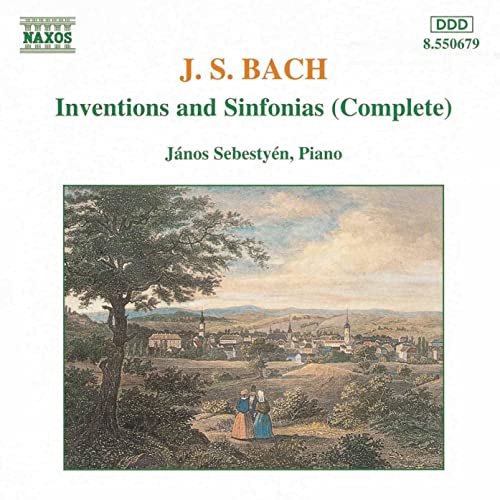 NAXOS
DDD
8.550679
J. S. BACH
Inventions and Sinfonias (Complete)
János Sebestyén, Piano